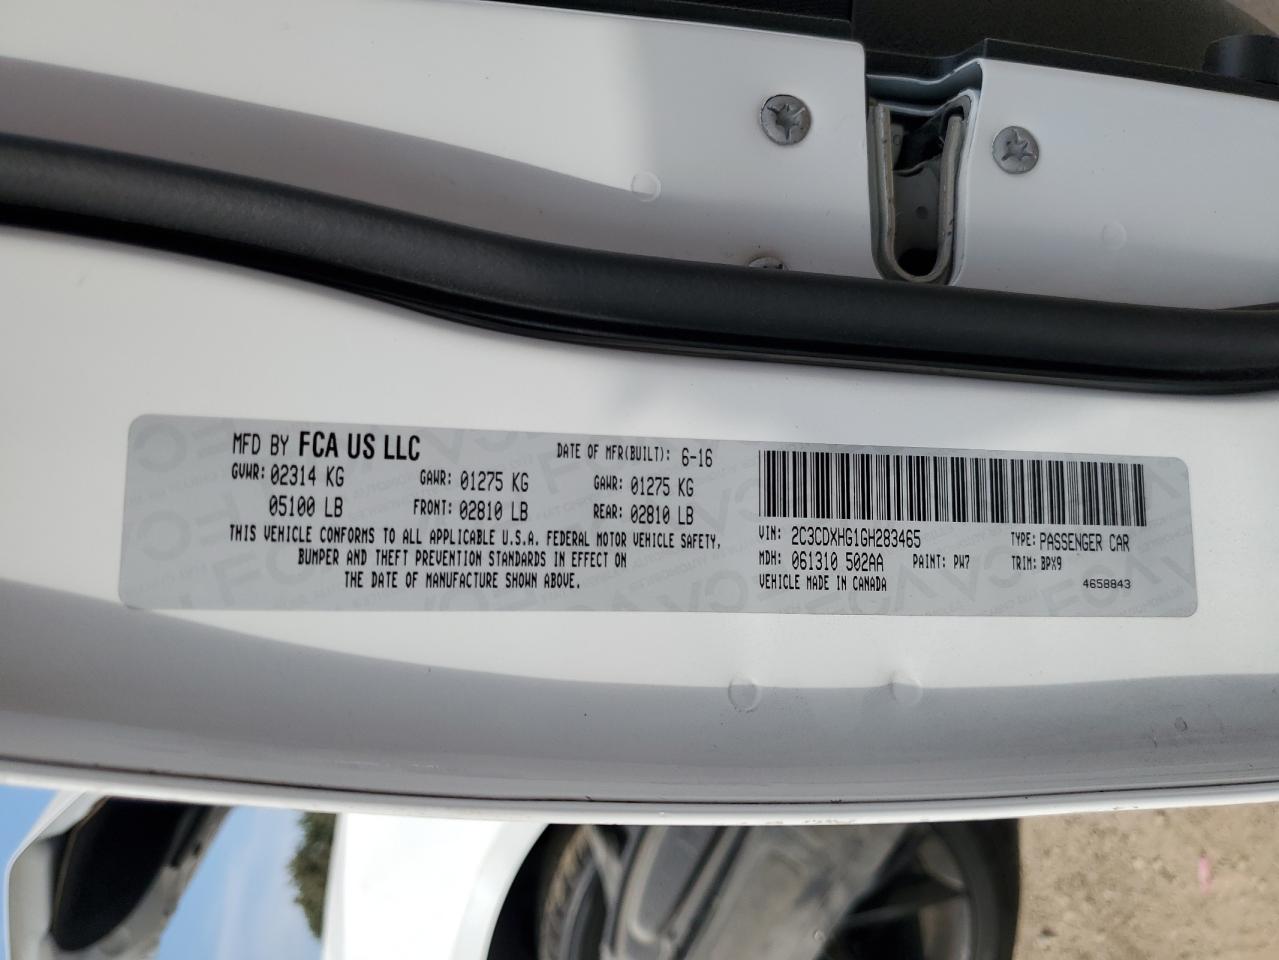 MFD BY FCA US LLC DATE OF MFR(BUILT): 6-16
GVWR: 02314 KG GAWR: 01275 KG GAWR: 01275 KG
05100 LB FRONT: 02810 LB REAR: 02810 LB
THIS VEHICLE CONFORMS TO ALL APPLICABLE U.S.A. FEDERAL MOTOR VEHICLE SAFETY,
BUMPER AND THEFT PREVENTION STANDARDS IN EFFECT ON
THE DATE OF MANUFACTURE SHOWN ABOVE.
VIN: 2C3CDXHG1GH283465 TYPE: PASSENGER CAR
MDH: 061310 502AA PAINT: PW7 TRIM: BPX9
VEHICLE MADE IN CANADA 4658843